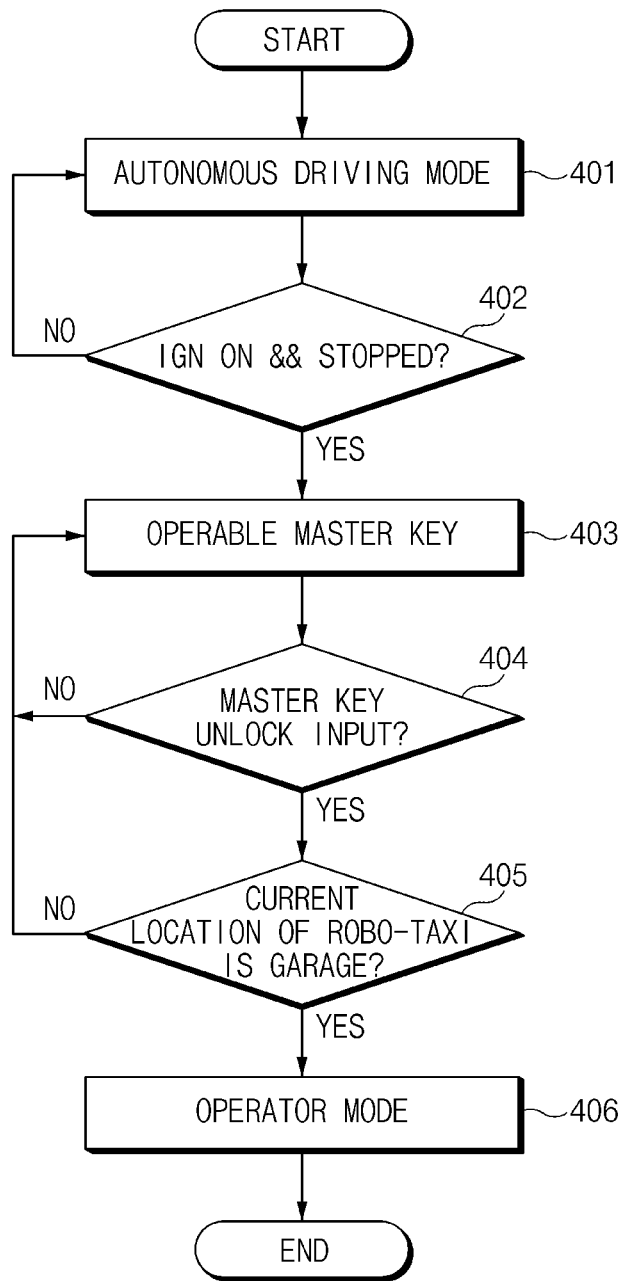 START
AUTONOMOUS DRIVING MODE
401
402
NO
IGN ON && STOPPED?
YES
OPERABLE MASTER KEY
403
404
NO
MASTER KEY
UNLOCK INPUT?
YES
405
NO
CURRENT
LOCATION OF ROBO-TAXI
IS GARAGE?
YES
OPERATOR MODE
406
END